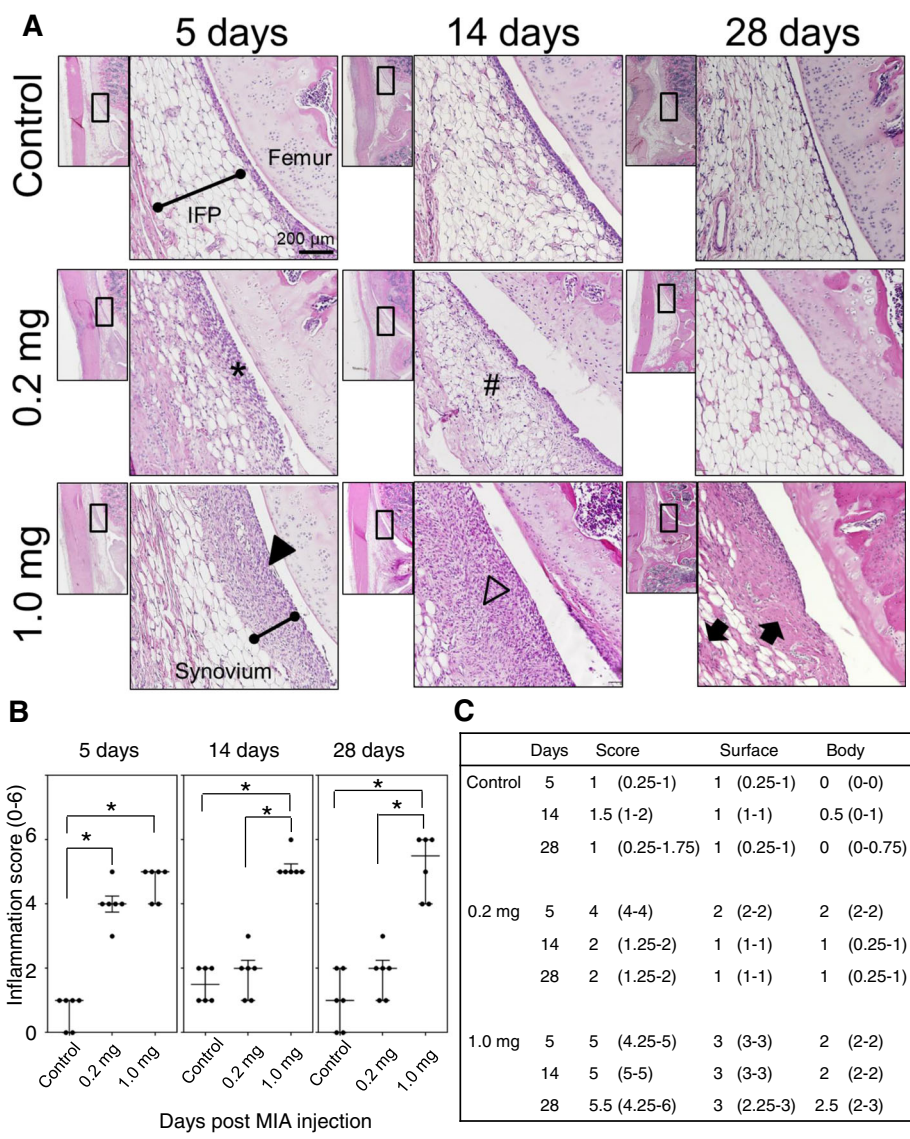 A
5 days 14 days 28 days
Control
Femur
IFP
200 µm
0.2 mg
*
#
1.0 mg
Synovium
B
5 days 14 days 28 days
Inflammation score (0-6)
6
4
2
0
* * * * * *
Control 0.2 mg 1.0 mg Control 0.2 mg 1.0 mg Control 0.2 mg 1.0 mg
Days post MIA injection
C
Days Score Surface Body
Control 5 1 (0.25-1) 1 (0.25-1) 0 (0-0)
14 1.5 (1-2) 1 (1-1) 0.5 (0-1)
28 1 (0.25-1.75) 1 (0.25-1) 0 (0-0.75)
0.2 mg 5 4 (4-4) 2 (2-2) 2 (2-2)
14 2 (1.25-2) 1 (1-1) 1 (0.25-1)
28 2 (1.25-2) 1 (1-1) 1 (0.25-1)
1.0 mg 5 5 (4.25-5) 3 (3-3) 2 (2-2)
14 5 (5-5) 3 (3-3) 2 (2-2)
28 5.5 (4.25-6) 3 (2.25-3) 2.5 (2-3)